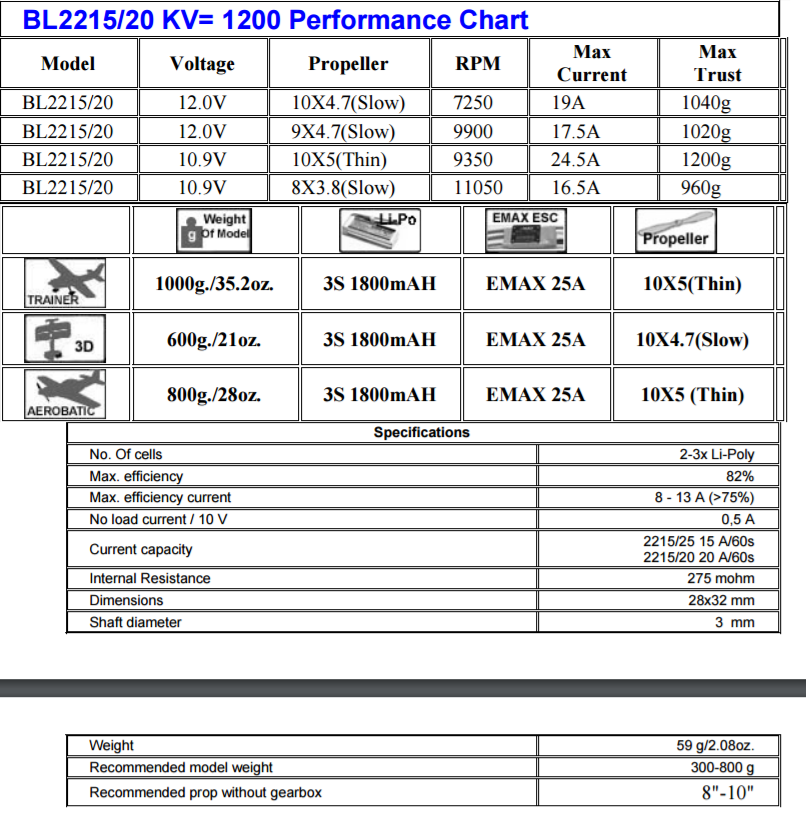 BL2215/20 KV= 1200 Performance Chart
Model Voltage Propeller RPM Max Current Max Trust
BL2215/20 12.0V 10X4.7(Slow) 7250 19A 1040g
BL2215/20 12.0V 9X4.7(Slow) 9900 17.5A 1020g
BL2215/20 10.9V 10X5(Thin) 9350 24.5A 1200g
BL2215/20 10.9V 8X3.8(Slow) 11050 16.5A 960g
g Weight Of Model Li-Po EMAX ESC Propeller
TRAINER 1000g./35.2oz. 3S 1800mAH EMAX 25A 10X5(Thin)
3D 600g./21oz. 3S 1800mAH EMAX 25A 10X4.7(Slow)
AEROBATIC 800g./28oz. 3S 1800mAH EMAX 25A 10X5 (Thin)
Specifications
No. Of cells 2-3x Li-Poly
Max. efficiency 82%
Max. efficiency current 8 - 13 A (>75%)
No load current / 10 V 0,5 A
Current capacity 2215/25 15 A/60s
2215/20 20 A/60s
Internal Resistance 275 mohm
Dimensions 28x32 mm
Shaft diameter 3 mm
Weight 59 g/2.08oz.
Recommended model weight 300-800 g
Recommended prop without gearbox 8"-10"